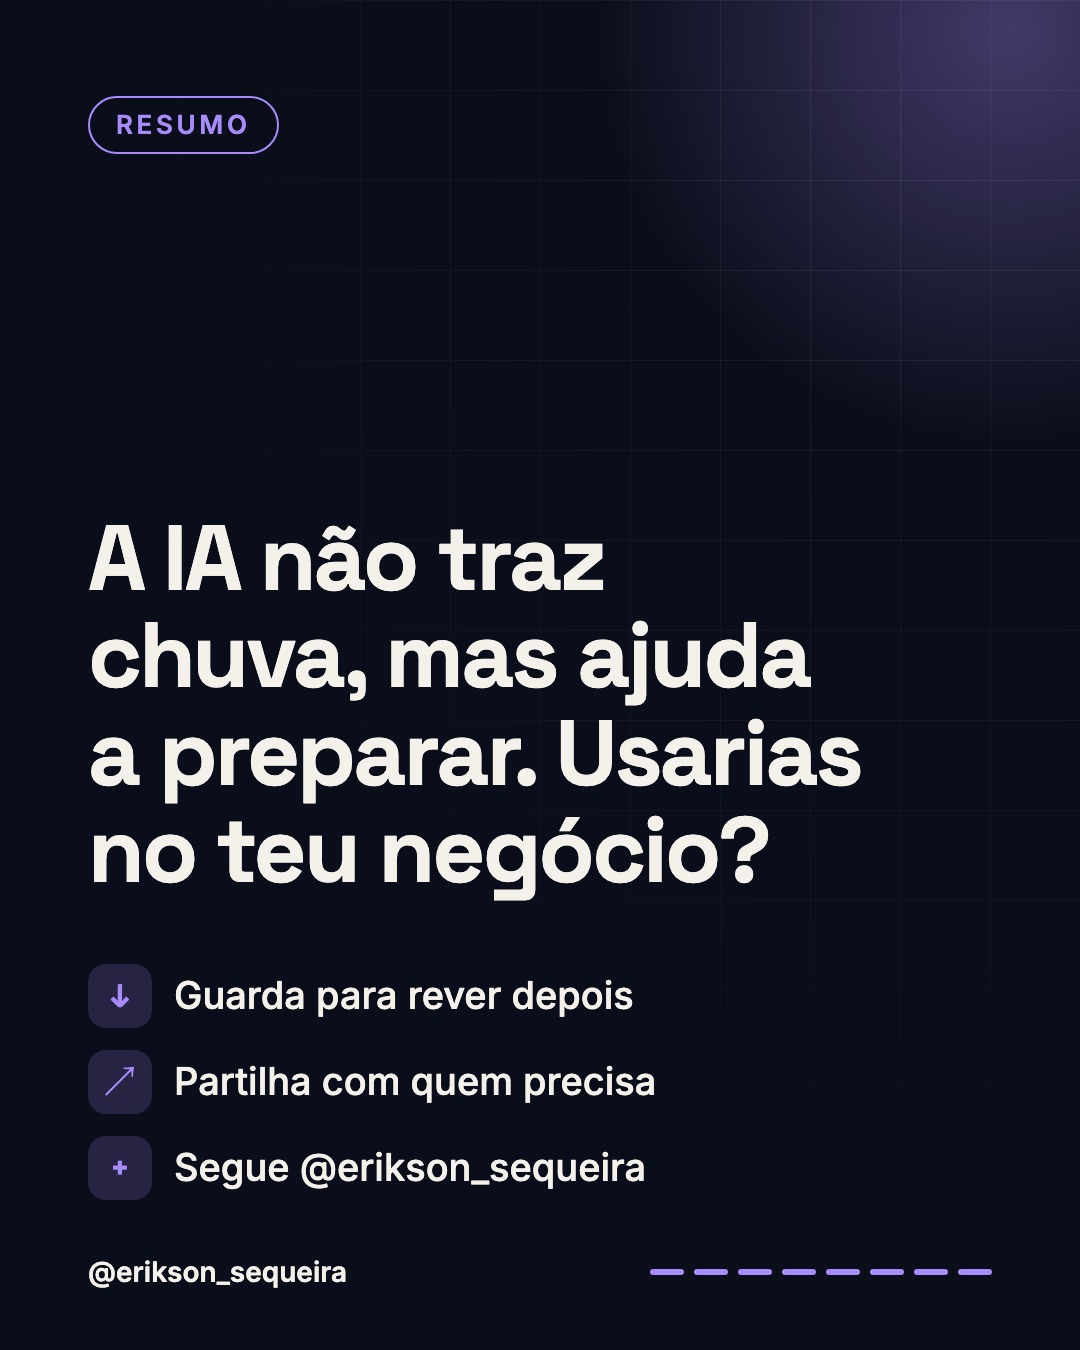 RESUMO
A IA não traz
chuva, mas ajuda
a preparar. Usarias
no teu negócio?
Guarda para rever depois
Partilha com quem precisa
Segue @erikson_sequeira
@erikson_sequeira